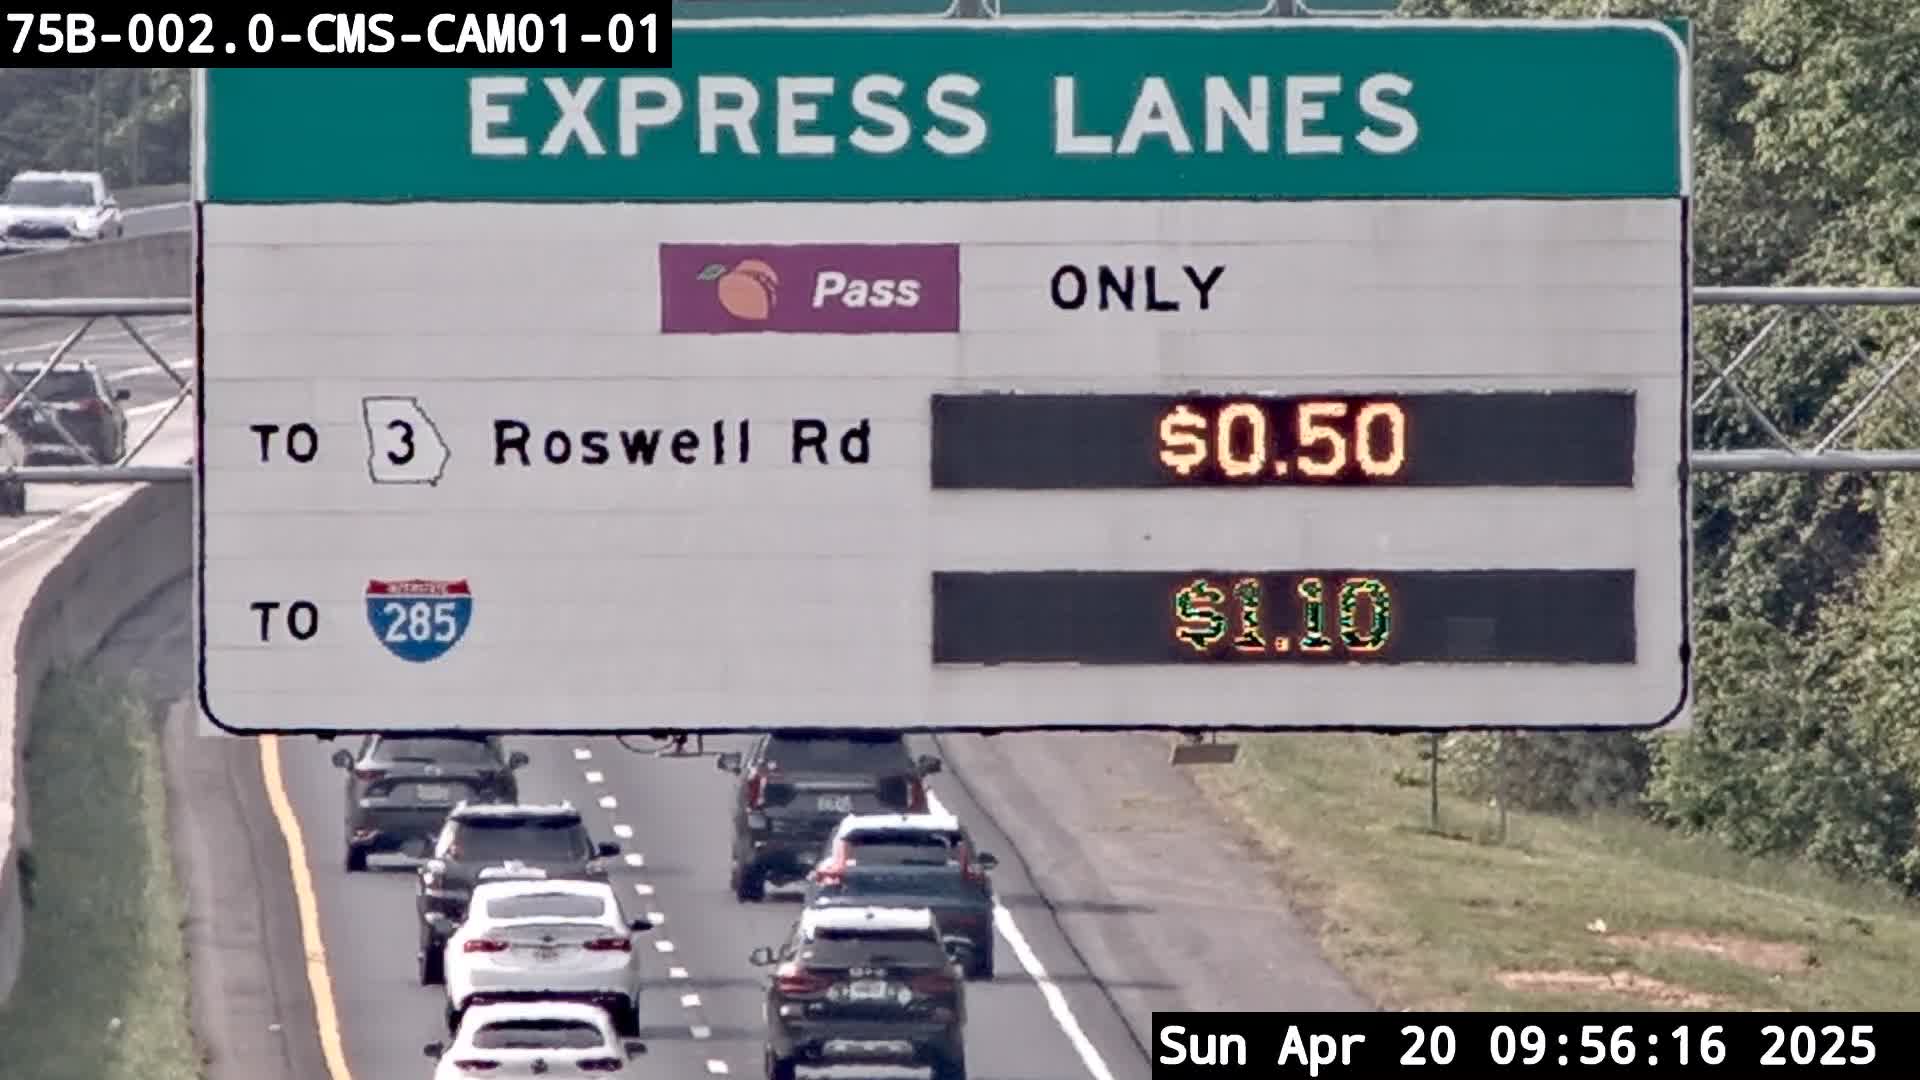 75B-002.0-CMS-CAM01-01
EXPRESS LANES
Pass ONLY
TO 3 Roswell Rd $0.50
TO 285 $1.10
Sun Apr 20 09:56:16 2025